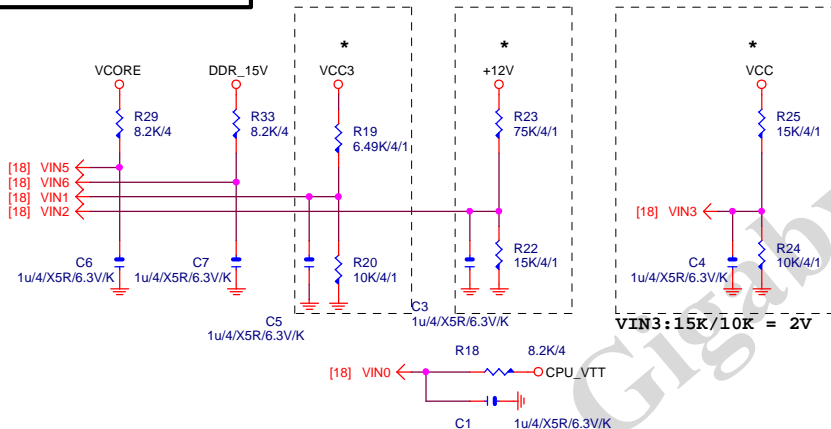 * * *
VCORE DDR_15V VCC3 +12V VCC
R29 R33 R23 R25
8.2K/4 8.2K/4 75K/4/1 15K/4/1
R19
6.49K/4/1
[18] VIN5
[18] VIN6
[18] VIN1
[18] VIN2 [18] VIN3
R22 R24
15K/4/1 10K/4/1
C6 C7 R20 C4
1u/4/X5R/6.3V/K 1u/4/X5R/6.3V/K 10K/4/1 1u/4/X5R/6.3V/K
C5 C3
1u/4/X5R/6.3V/K 1u/4/X5R/6.3V/K
VIN3:15K/10K = 2V
R18 8.2K/4
[18] VIN0 CPU_VTT
C1 1u/4/X5R/6.3V/K
Gigaby